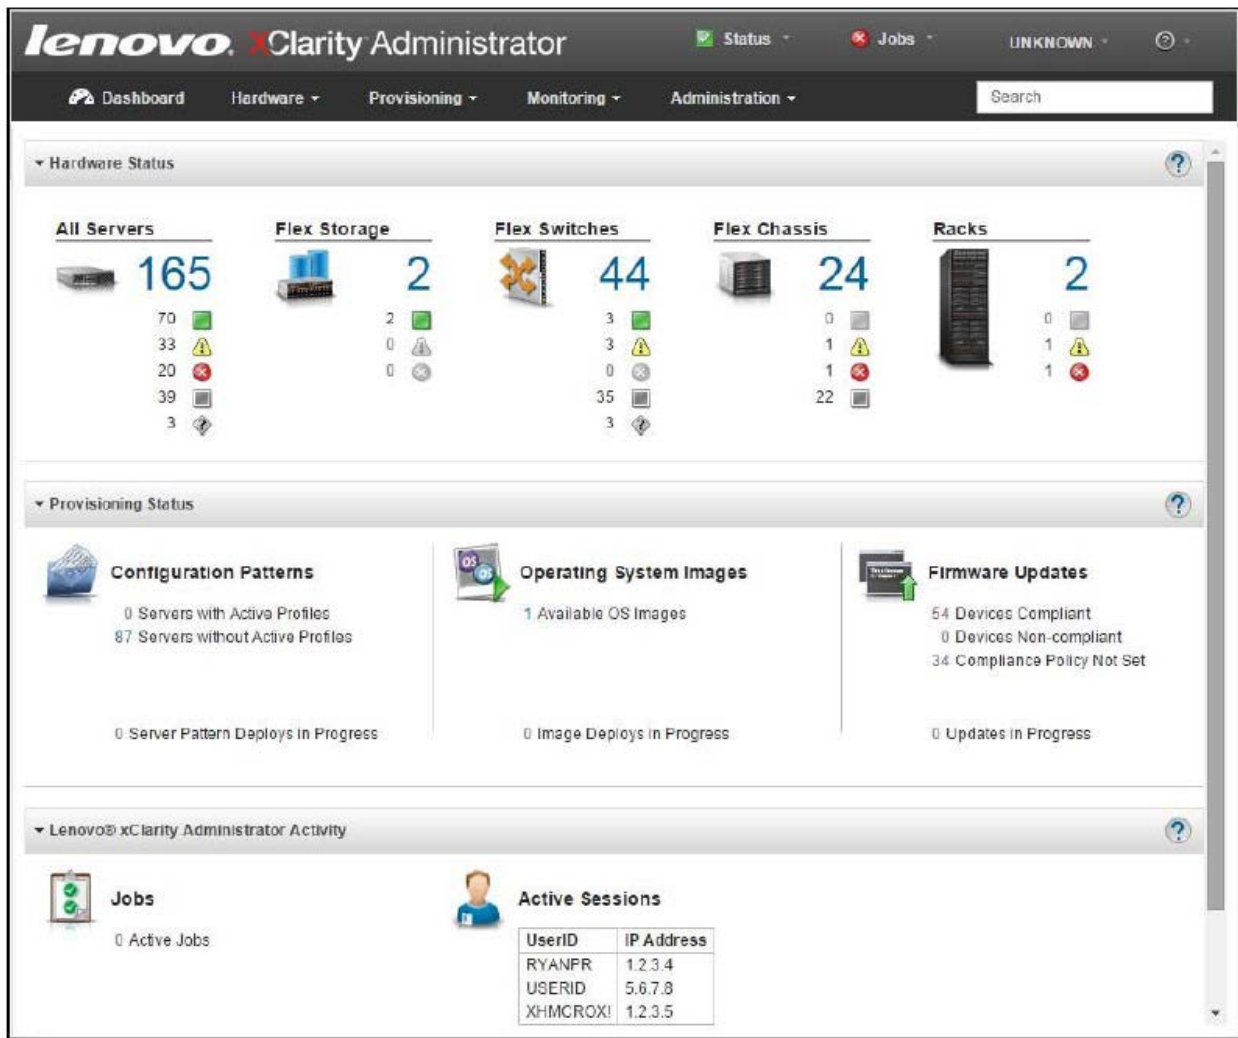 lenovo. xClarity Administrator
Status
Jobs
UNKNOWN
?
Dashboard
Hardware
Provisioning
Monitoring
Administration
Search
Hardware Status
?
All Servers
165
70
33
20
39
3
Flex Storage
2
2
0
0
Flex Switches
44
3
3
0
35
3
Flex Chassis
24
0
1
1
22
Racks
2
0
1
1
Provisioning Status
?
Configuration Patterns
0 Servers with Active Profiles
87 Servers without Active Profiles
0 Server Pattern Deploys in Progress
OS
OS
Operating System Images
1 Available OS Images
0 Image Deploys in Progress
Firmware Updates
54 Devices Compliant
0 Devices Non-compliant
34 Compliance Policy Not Set
0 Updates in Progress
Lenovo® xClarity Administrator Activity
?
Jobs
0 Active Jobs
Active Sessions
UserID IP Address
RYANPR 1.2.3.4
USERID 5.6.7.8
XHMCROX! 1.2.3.5